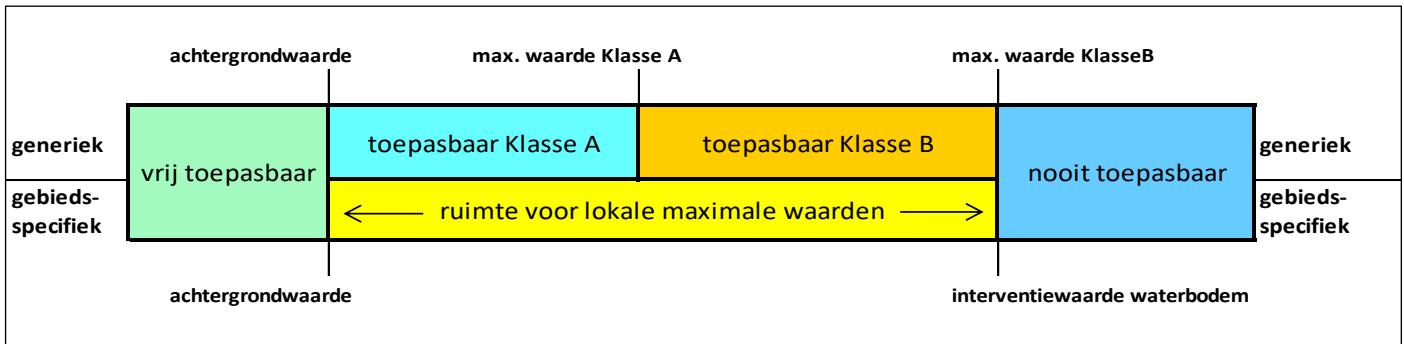 achtergrondwaarde max. waarde Klasse A max. waarde KlasseB
generiek toepasbaar Klasse A toepasbaar Klasse B generiek
vrij toepasbaar nooit toepasbaar
gebieds-
specifiek
ruimte voor lokale maximale waarden
gebieds-
specifiek
achtergrondwaarde interventiewaarde waterbodem